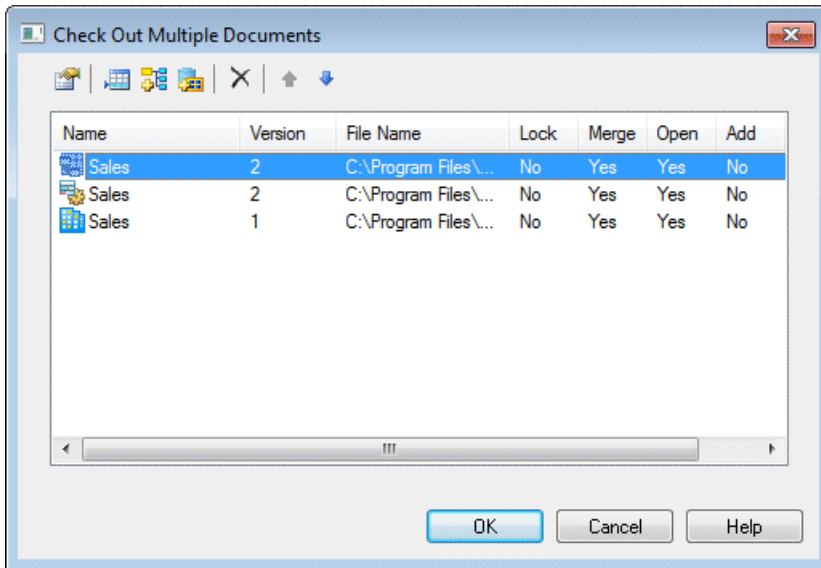 Check Out Multiple Documents
Name Version File Name Lock Merge Open Add
Sales 2 C:\Program Files\... No Yes Yes No
Sales 2 C:\Program Files\... No Yes Yes No
Sales 1 C:\Program Files\... No Yes Yes No
OK Cancel Help